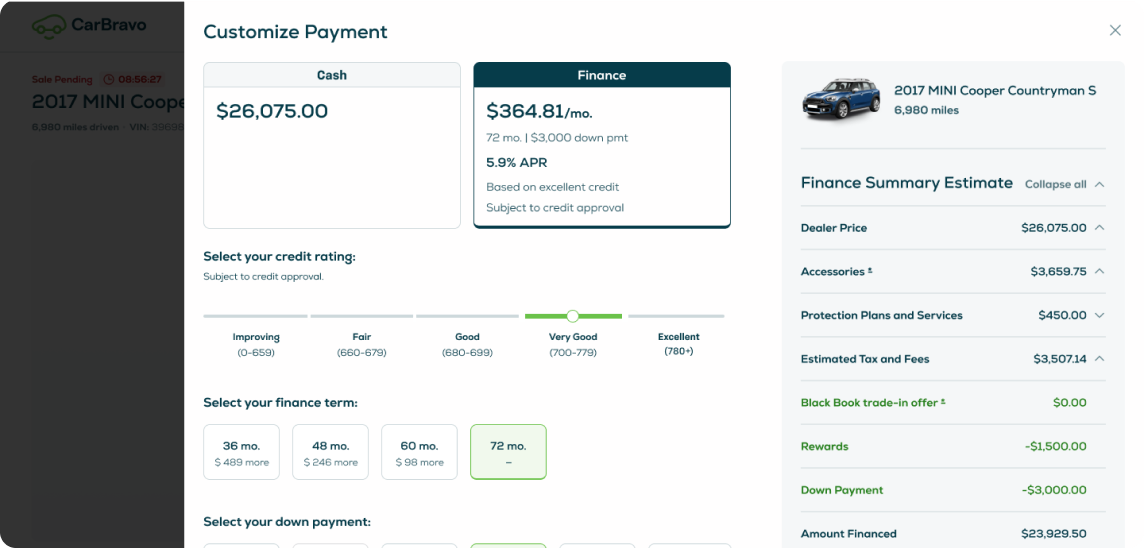 CarBravo
Sale Pending 08:56:27
2017 MINI Coope
6,980 miles driven · VIN: 39698
Customize Payment
Cash
$26,075.00
Finance
$364.81/mo.
72 mo. | $3,000 down pmt
5.9% APR
Based on excellent credit
Subject to credit approval
Select your credit rating:
Subject to credit approval.
Improving
(0-659)
Fair
(660-679)
Good
(680-699)
Very Good
(700-779)
Excellent
(780+)
Select your finance term:
36 mo.
$ 489 more
48 mo.
$ 246 more
60 mo.
$ 98 more
72 mo.
–
Select your down payment:
2017 MINI Cooper Countryman S
6,980 miles
Finance Summary Estimate Collapse all
Dealer Price $26,075.00
Accessories $3,659.75
Protection Plans and Services $450.00
Estimated Tax and Fees $3,507.14
Black Book trade-in offer $0.00
Rewards -$1,500.00
Down Payment -$3,000.00
Amount Financed $23,929.50